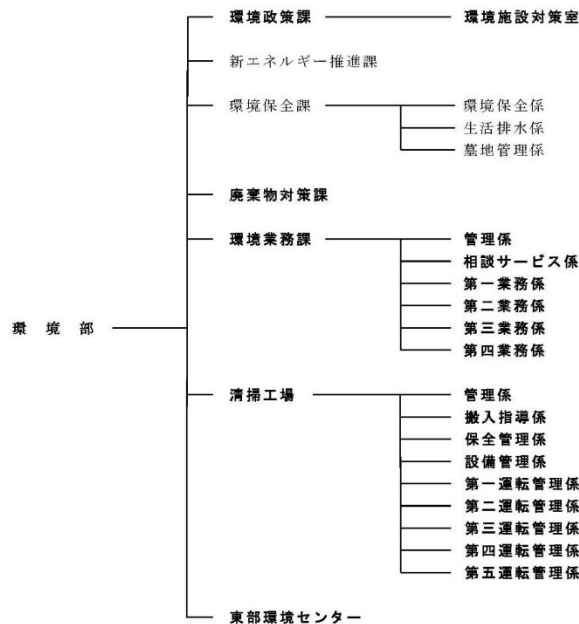 環境政策課
環境施設対策室
新エネルギー推進課
環境保全課
環境保全係
生活排水係
墓地管理係
廃棄物対策課
環境業務課
管理係
相談サービス係
第一業務係
第二業務係
第三業務係
第四業務係
環境部
清掃工場
管理係
搬入指導係
保全管理係
設備管理係
第一運転管理係
第二運転管理係
第三運転管理係
第四運転管理係
第五運転管理係
東部環境センター